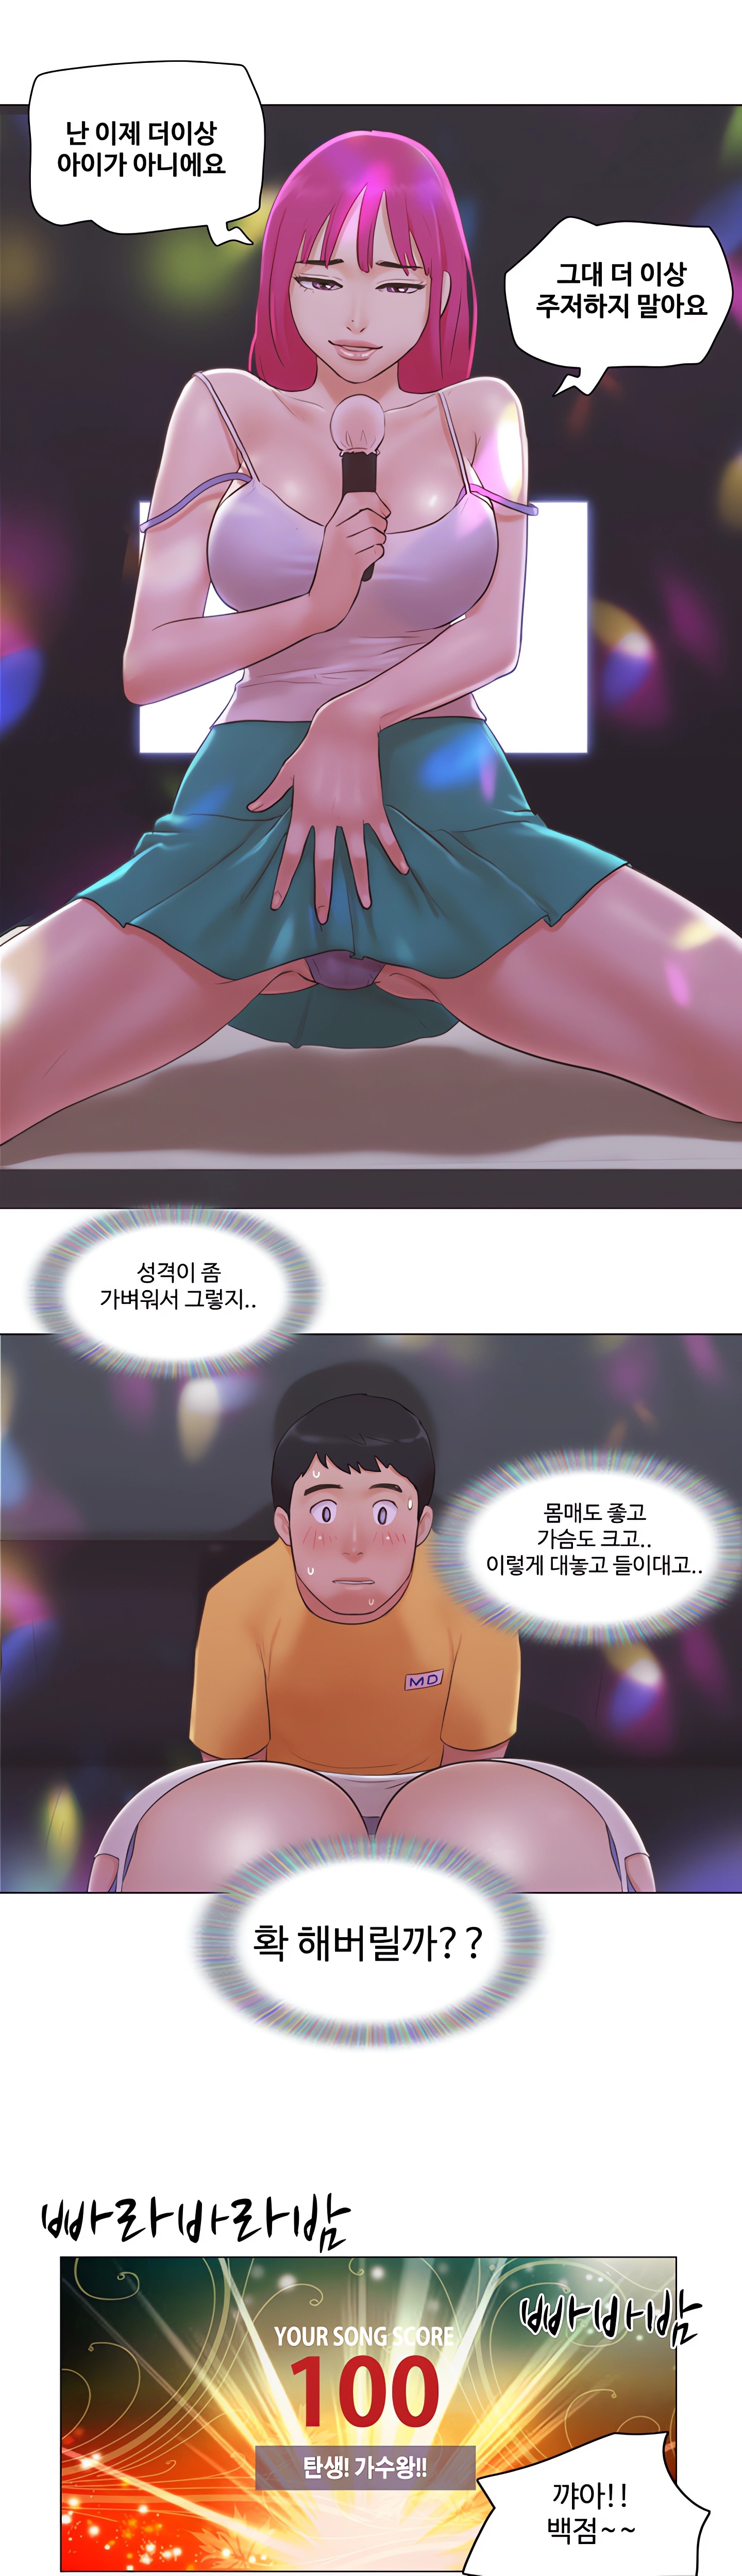 난 이제 더이상
아이가 아니에요
그대 더 이상
주저하지 말아요
성격이 좀
가벼워서 그렇지..
몸매도 좋고
가슴도 크고..
이렇게 대놓고 들이대고..
MD
확 해버릴까??
빠라바라밤
빠바밤
YOUR SONG SCORE
100
탄생! 가수왕!!
꺄아!!
백점~~